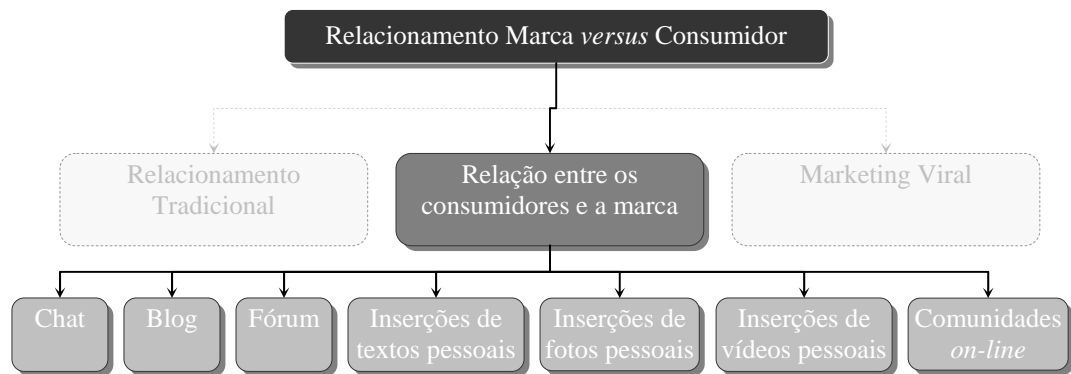 Relacionamento Marca versus Consumidor
Relacionamento
Tradicional
Relação entre os
consumidores e a marca
Marketing Viral
Chat
Blog
Fórum
Inserções de
textos pessoais
Inserções de
fotos pessoais
Inserções de
vídeos pessoais
Comunidades
on-line